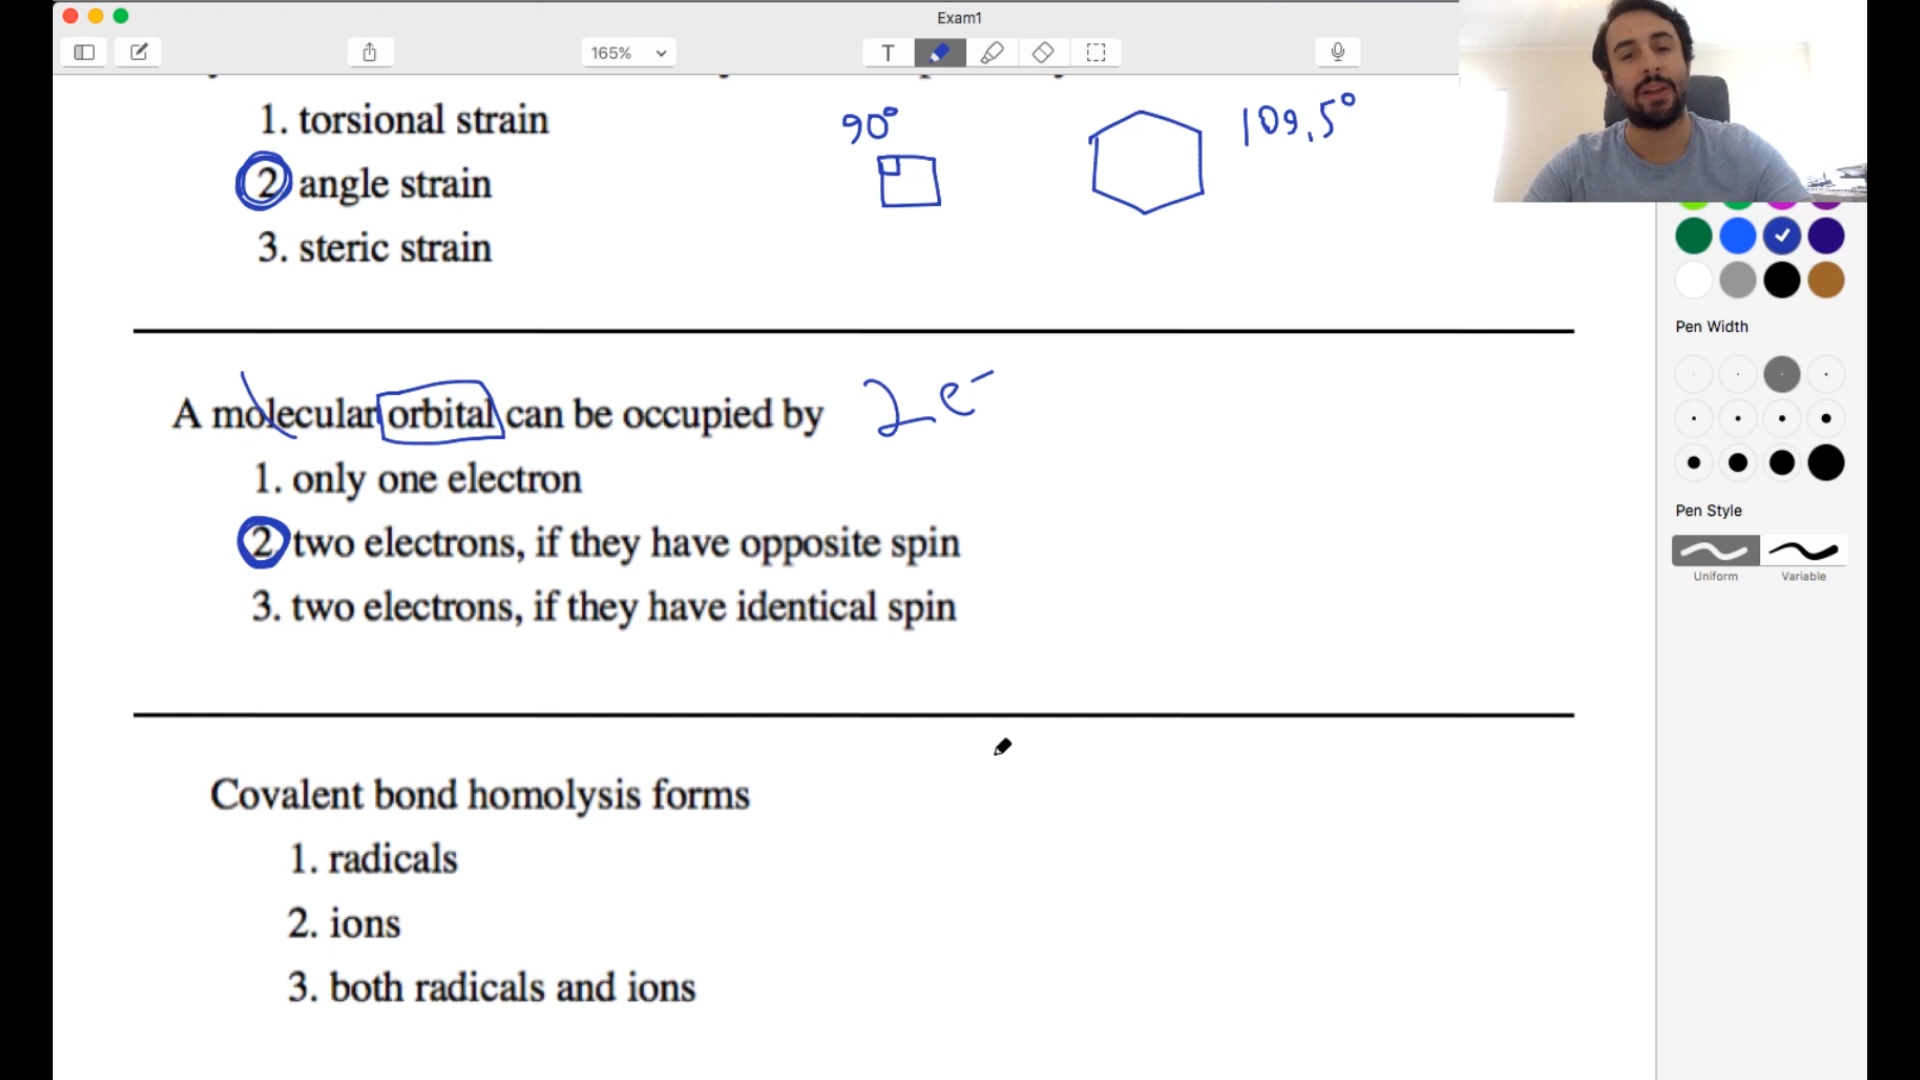 Exam1
165%
T
1. torsional strain
90°
109.5°
2 angle strain
3. steric strain
Pen Width
A molecular orbital can be occupied by 2e⁻
1. only one electron
Pen Style
2 two electrons, if they have opposite spin
Uniform
Variable
3. two electrons, if they have identical spin
Covalent bond homolysis forms
1. radicals
2. ions
3. both radicals and ions